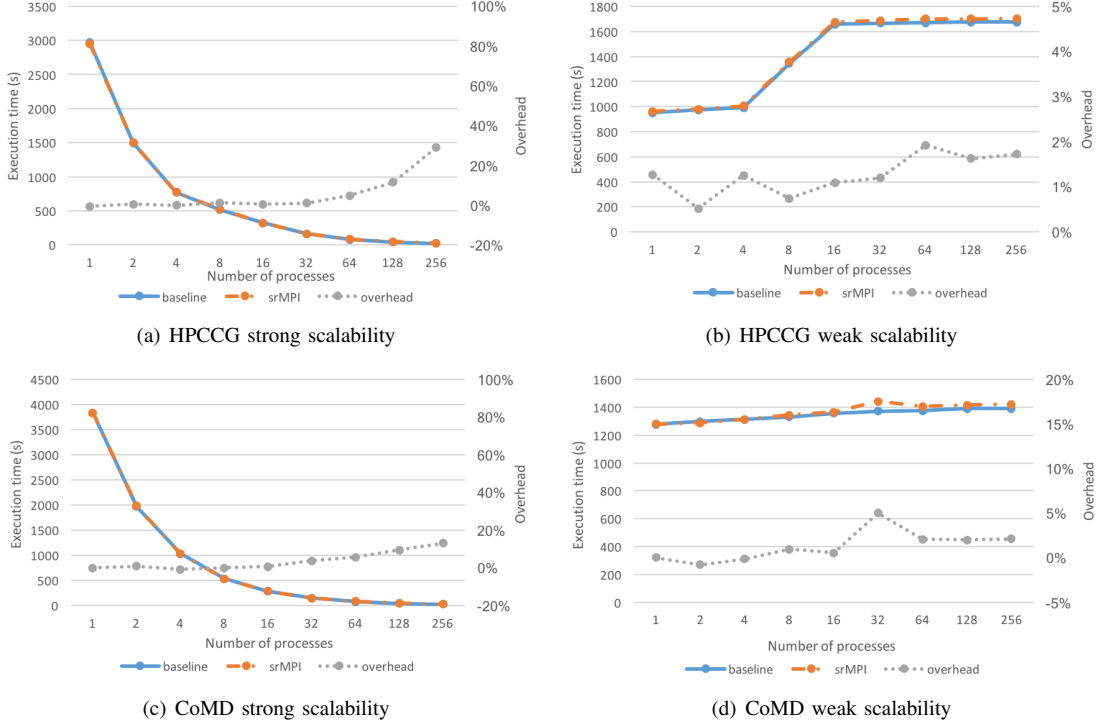 3500
3000
2500
2000
1500
1000
500
0
Execution time (s)
100%
80%
60%
40%
20%
0%
-20%
Overhead
1 2 4 8 16 32 64 128 256
Number of processes
baseline srMPI overhead
(a) HPCCG strong scalability
1800
1600
1400
1200
1000
800
600
400
200
0
Execution time (s)
5%
4%
3%
2%
1%
0%
Overhead
1 2 4 8 16 32 64 128 256
Number of processes
baseline srMPI overhead
(b) HPCCG weak scalability
4500
4000
3500
3000
2500
2000
1500
1000
500
0
Execution time (s)
100%
80%
60%
40%
20%
0%
-20%
Overhead
1 2 4 8 16 32 64 128 256
Number of processes
baseline srMPI overhead
(c) CoMD strong scalability
1600
1400
1200
1000
800
600
400
200
0
Execution time (s)
20%
15%
10%
5%
0%
-5%
Overhead
1 2 4 8 16 32 64 128 256
Number of processes
baseline srMPI overhead
(d) CoMD weak scalability